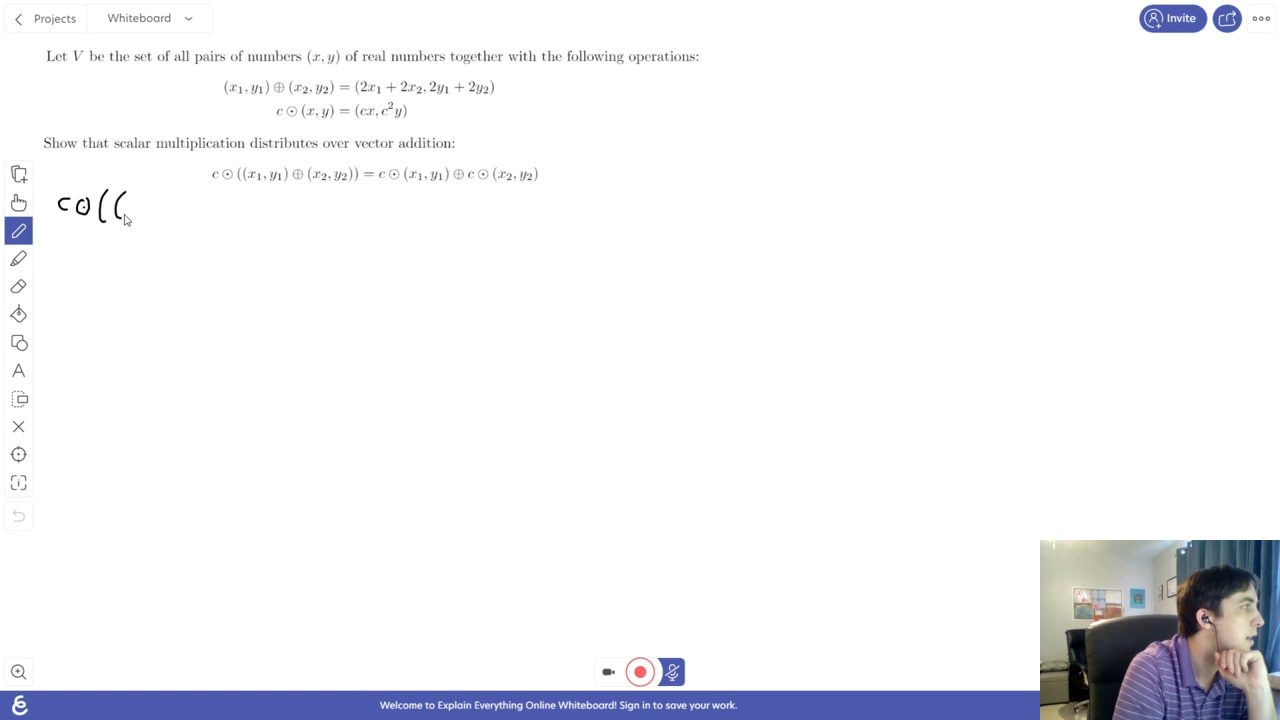 Projects Whiteboard Invite
Let V be the set of all pairs of numbers (x, y) of real numbers together with the following operations:
(x₁, y₁) ⊕ (x₂, y₂) = (2x₁ + 2x₂, 2y₁ + 2y₂)
c ⊙ (x, y) = (cx, c²y)
Show that scalar multiplication distributes over vector addition:
c ⊙ ((x₁, y₁) ⊕ (x₂, y₂)) = c ⊙ (x₁, y₁) ⊕ c ⊙ (x₂, y₂)
c⊙((
A
Welcome to Explain Everything Online Whiteboard! Sign in to save your work.